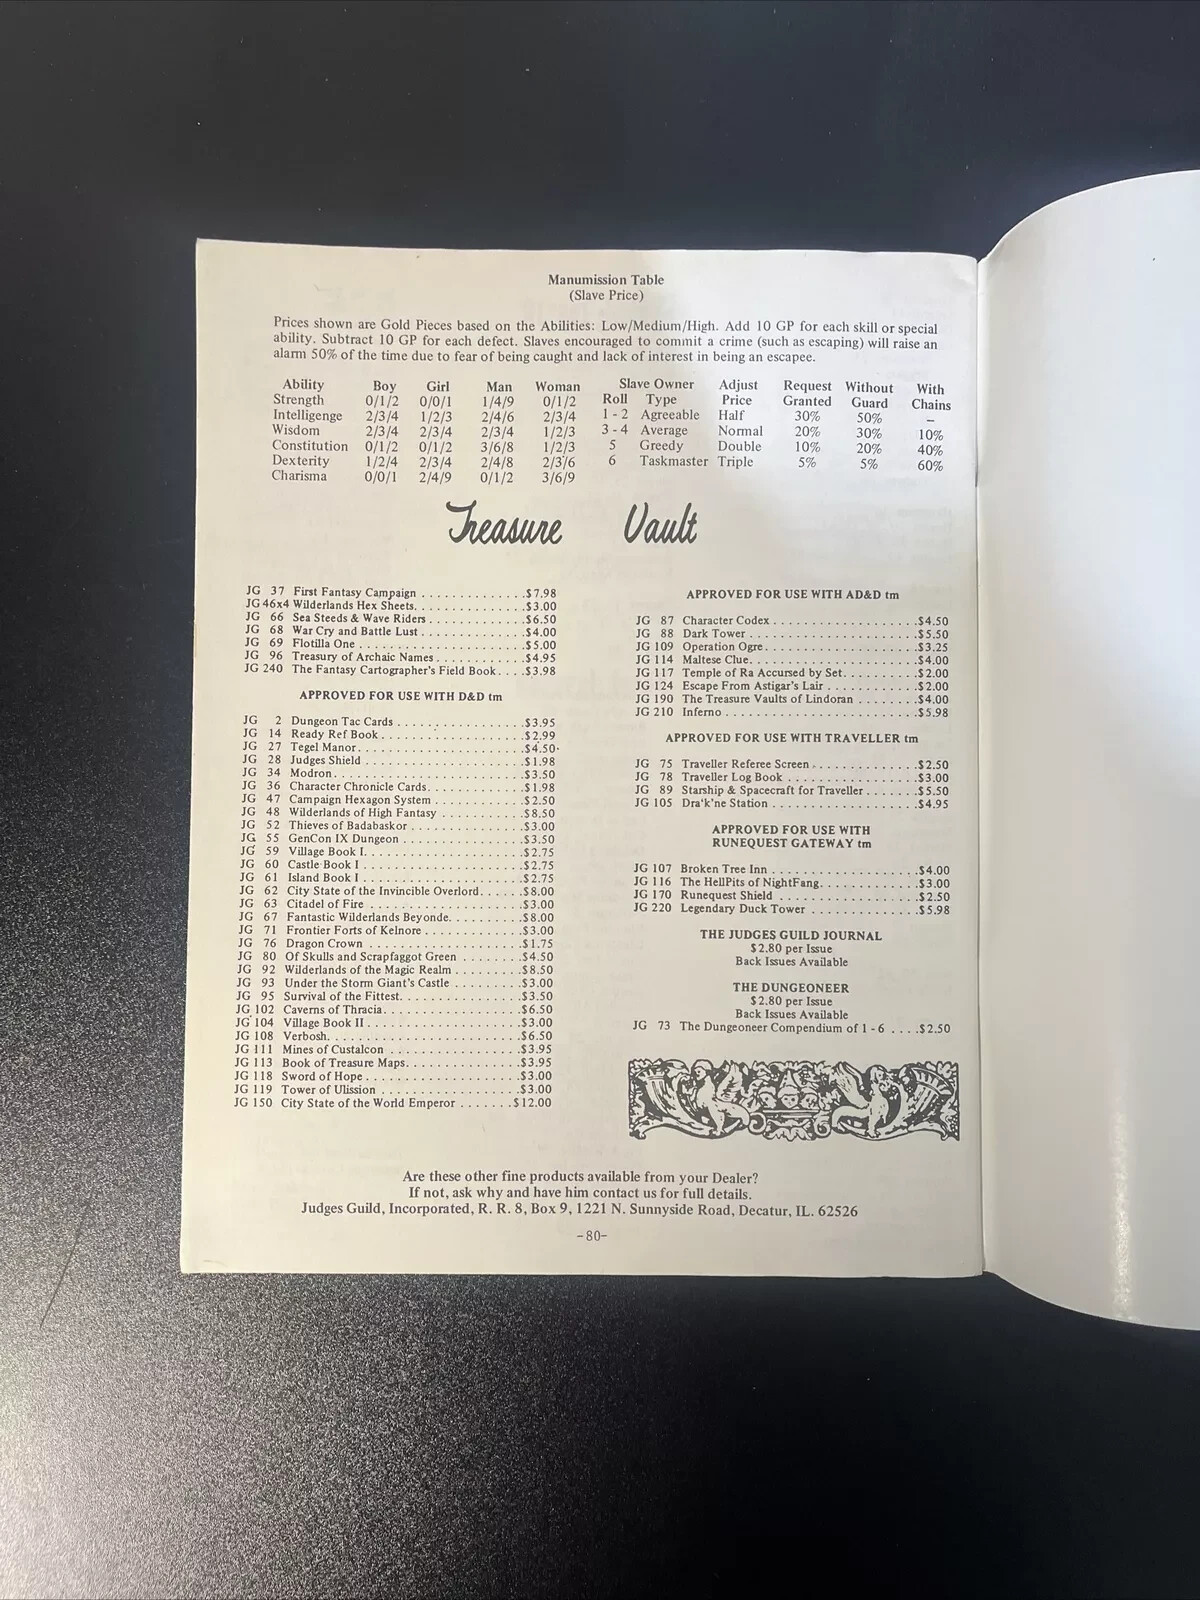 Manumission Table
(Slave Price)
Prices shown are Gold Pieces based on the Abilities: Low/Medium/High. Add 10 GP for each skill or special
ability. Subtract 10 GP for each defect. Slaves encouraged to commit a crime (such as escaping) will raise an
alarm 50% of the time due to fear of being caught and lack of interest in being an escapee.
Ability Boy Girl Man Woman
Strength 0/1/2 0/0/1 1/4/9 0/1/2
Intelligenge 2/3/4 1/2/3 2/4/6 2/3/4
Wisdom 2/3/4 2/3/4 2/3/4 1/2/3
Constitution 0/1/2 0/1/2 3/6/8 1/2/3
Dexterity 1/2/4 2/3/4 2/4/8 2/3/6
Charisma 0/0/1 2/4/9 0/1/2 3/6/9
Slave Owner Adjust Request Without With
Roll Type Price Granted Guard Chains
1 - 2 Agreeable Half 30% 50% –
3 - 4 Average Normal 20% 30% 10%
5 Greedy Double 10% 20% 40%
6 Taskmaster Triple 5% 5% 60%
Treasure Vault
JG 37 First Fantasy Campaign . . . . . . . . . . . . . .$7.98
JG 46x4 Wilderlands Hex Sheets. . . . . . . . . . . . . .$3.00
JG 66 Sea Steeds & Wave Riders . . . . . . . . . . . . .$6.50
JG 68 War Cry and Battle Lust . . . . . . . . . . . . . .$4.00
JG 69 Flotilla One . . . . . . . . . . . . . . . . . . . . . .$5.00
JG 96 Treasury of Archaic Names. . . . . . . . . . . .$4.95
JG 240 The Fantasy Cartographer's Field Book. . . .$3.98
APPROVED FOR USE WITH D&D tm
JG 2 Dungeon Tac Cards . . . . . . . . . . . . . . . . .$3.95
JG 14 Ready Ref Book . . . . . . . . . . . . . . . . . . .$2.99
JG 27 Tegel Manor. . . . . . . . . . . . . . . . . . . . . .$4.50
JG 28 Judges Shield . . . . . . . . . . . . . . . . . . . . .$1.98
JG 34 Modron. . . . . . . . . . . . . . . . . . . . . . . . .$3.50
JG 36 Character Chronicle Cards. . . . . . . . . . . . .$1.98
JG 47 Campaign Hexagon System . . . . . . . . . . . .$2.50
JG 48 Wilderlands of High Fantasy . . . . . . . . . . .$8.50
JG 52 Thieves of Badabaskor . . . . . . . . . . . . . . .$3.00
JG 55 GenCon IX Dungeon . . . . . . . . . . . . . . . .$3.50
JG 59 Village Book I. . . . . . . . . . . . . . . . . . . . .$2.75
JG 60 Castle Book I . . . . . . . . . . . . . . . . . . . . .$2.75
JG 61 Island Book I . . . . . . . . . . . . . . . . . . . . .$2.75
JG 62 City State of the Invincible Overlord. . . . . .$8.00
JG 63 Citadel of Fire . . . . . . . . . . . . . . . . . . . .$3.00
JG 67 Fantastic Wilderlands Beyonde. . . . . . . . . .$8.00
JG 71 Frontier Forts of Kelnore . . . . . . . . . . . . .$3.00
JG 76 Dragon Crown . . . . . . . . . . . . . . . . . . . .$1.75
JG 80 Of Skulls and Scrapfaggot Green . . . . . . . .$4.50
JG 92 Wilderlands of the Magic Realm . . . . . . . . .$8.50
JG 93 Under the Storm Giant's Castle . . . . . . . . .$3.00
JG 95 Survival of the Fittest. . . . . . . . . . . . . . . .$3.50
JG 102 Caverns of Thracia. . . . . . . . . . . . . . . . . .$6.50
JG 104 Village Book II . . . . . . . . . . . . . . . . . . . .$3.00
JG 108 Verbosh. . . . . . . . . . . . . . . . . . . . . . . . .$6.50
JG 111 Mines of Custalcon . . . . . . . . . . . . . . . . .$3.95
JG 113 Book of Treasure Maps. . . . . . . . . . . . . . .$3.95
JG 118 Sword of Hope . . . . . . . . . . . . . . . . . . . .$3.00
JG 119 Tower of Ulission . . . . . . . . . . . . . . . . . .$3.00
JG 150 City State of the World Emperor . . . . . . .$12.00
APPROVED FOR USE WITH AD&D tm
JG 87 Character Codex . . . . . . . . . . . . . . . . . . .$4.50
JG 88 Dark Tower . . . . . . . . . . . . . . . . . . . . . .$5.50
JG 109 Operation Ogre. . . . . . . . . . . . . . . . . . . .$3.25
JG 114 Maltese Clue. . . . . . . . . . . . . . . . . . . . . .$4.00
JG 117 Temple of Ra Accursed by Set. . . . . . . . . .$2.00
JG 124 Escape From Astigar's Lair . . . . . . . . . . . .$2.00
JG 190 The Treasure Vaults of Lindoran . . . . . . . .$4.00
JG 210 Inferno . . . . . . . . . . . . . . . . . . . . . . . . .$5.98
APPROVED FOR USE WITH TRAVELLER tm
JG 75 Traveller Referee Screen . . . . . . . . . . . . . .$2.50
JG 78 Traveller Log Book . . . . . . . . . . . . . . . . .$3.00
JG 89 Starship & Spacecraft for Traveller . . . . . . .$5.50
JG 105 Dra'k'ne Station . . . . . . . . . . . . . . . . . . .$4.95
APPROVED FOR USE WITH
RUNEQUEST GATEWAY tm
JG 107 Broken Tree Inn . . . . . . . . . . . . . . . . . . .$4.00
JG 116 The HellPits of NightFang. . . . . . . . . . . . .$3.00
JG 170 Runequest Shield . . . . . . . . . . . . . . . . . .$2.50
JG 220 Legendary Duck Tower . . . . . . . . . . . . . .$5.98
THE JUDGES GUILD JOURNAL
$2.80 per Issue
Back Issues Available
THE DUNGEONEER
$2.80 per Issue
Back Issues Available
JG 73 The Dungeoneer Compendium of 1 - 6 . . . .$2.50
Are these other fine products available from your Dealer?
If not, ask why and have him contact us for full details.
Judges Guild, Incorporated, R. R. 8, Box 9, 1221 N. Sunnyside Road, Decatur, IL. 62526
-80-